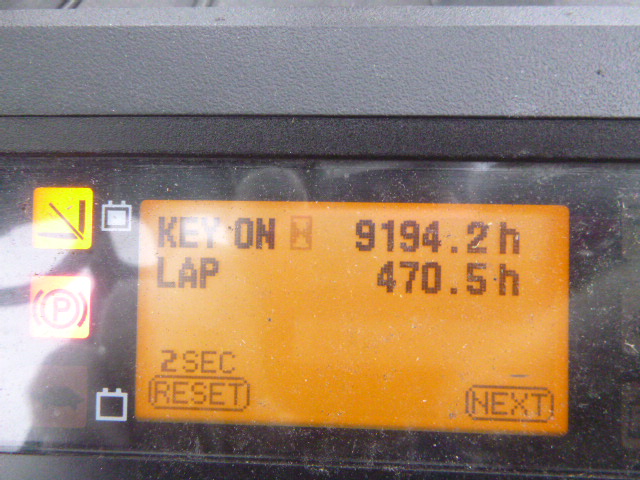 KEY ON 9194.2h
LAP 470.5h
2SEC
RESET NEXT
P